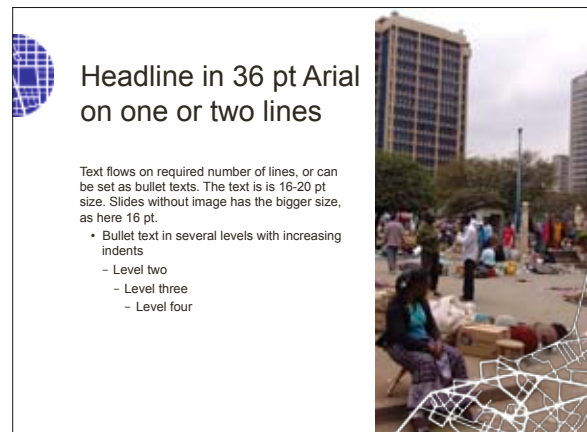 Headline in 36 pt Arial
on one or two lines
Text flows on required number of lines, or can
be set as bullet texts. The text is is 16-20 pt
size. Slides without image has the bigger size,
as here 16 pt.
• Bullet text in several levels with increasing
indents
– Level two
– Level three
– Level four